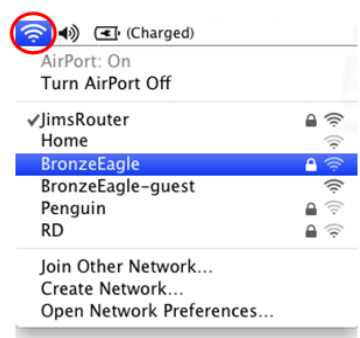 (Charged)
AirPort: On
Turn AirPort Off
✓JimsRouter
Home
BronzeEagle
BronzeEagle-guest
Penguin
RD
Join Other Network...
Create Network...
Open Network Preferences...